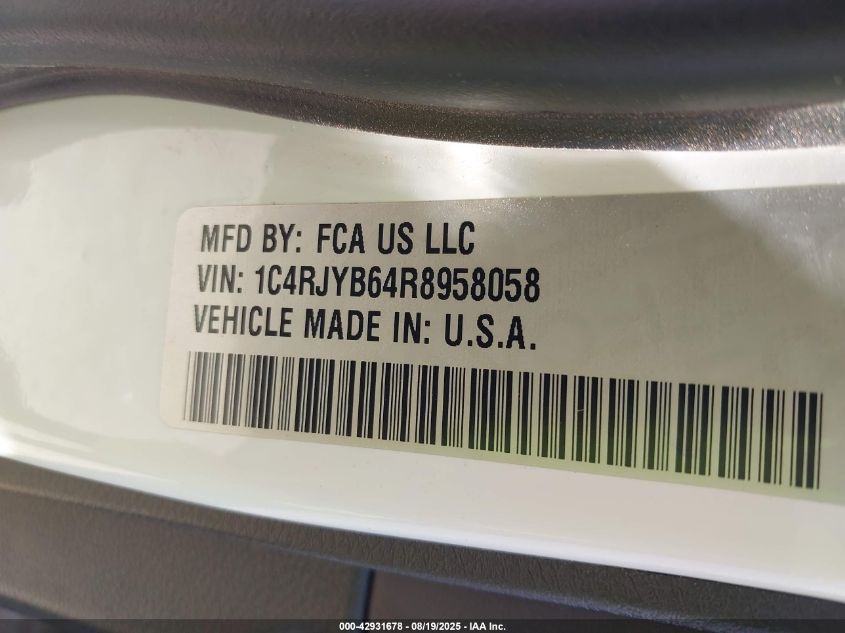 MFD BY: FCA US LLC
VIN: 1C4RJYB64R8958058
VEHICLE MADE IN: U.S.A.
000-42931678 - 08/19/2025 - IAA Inc.